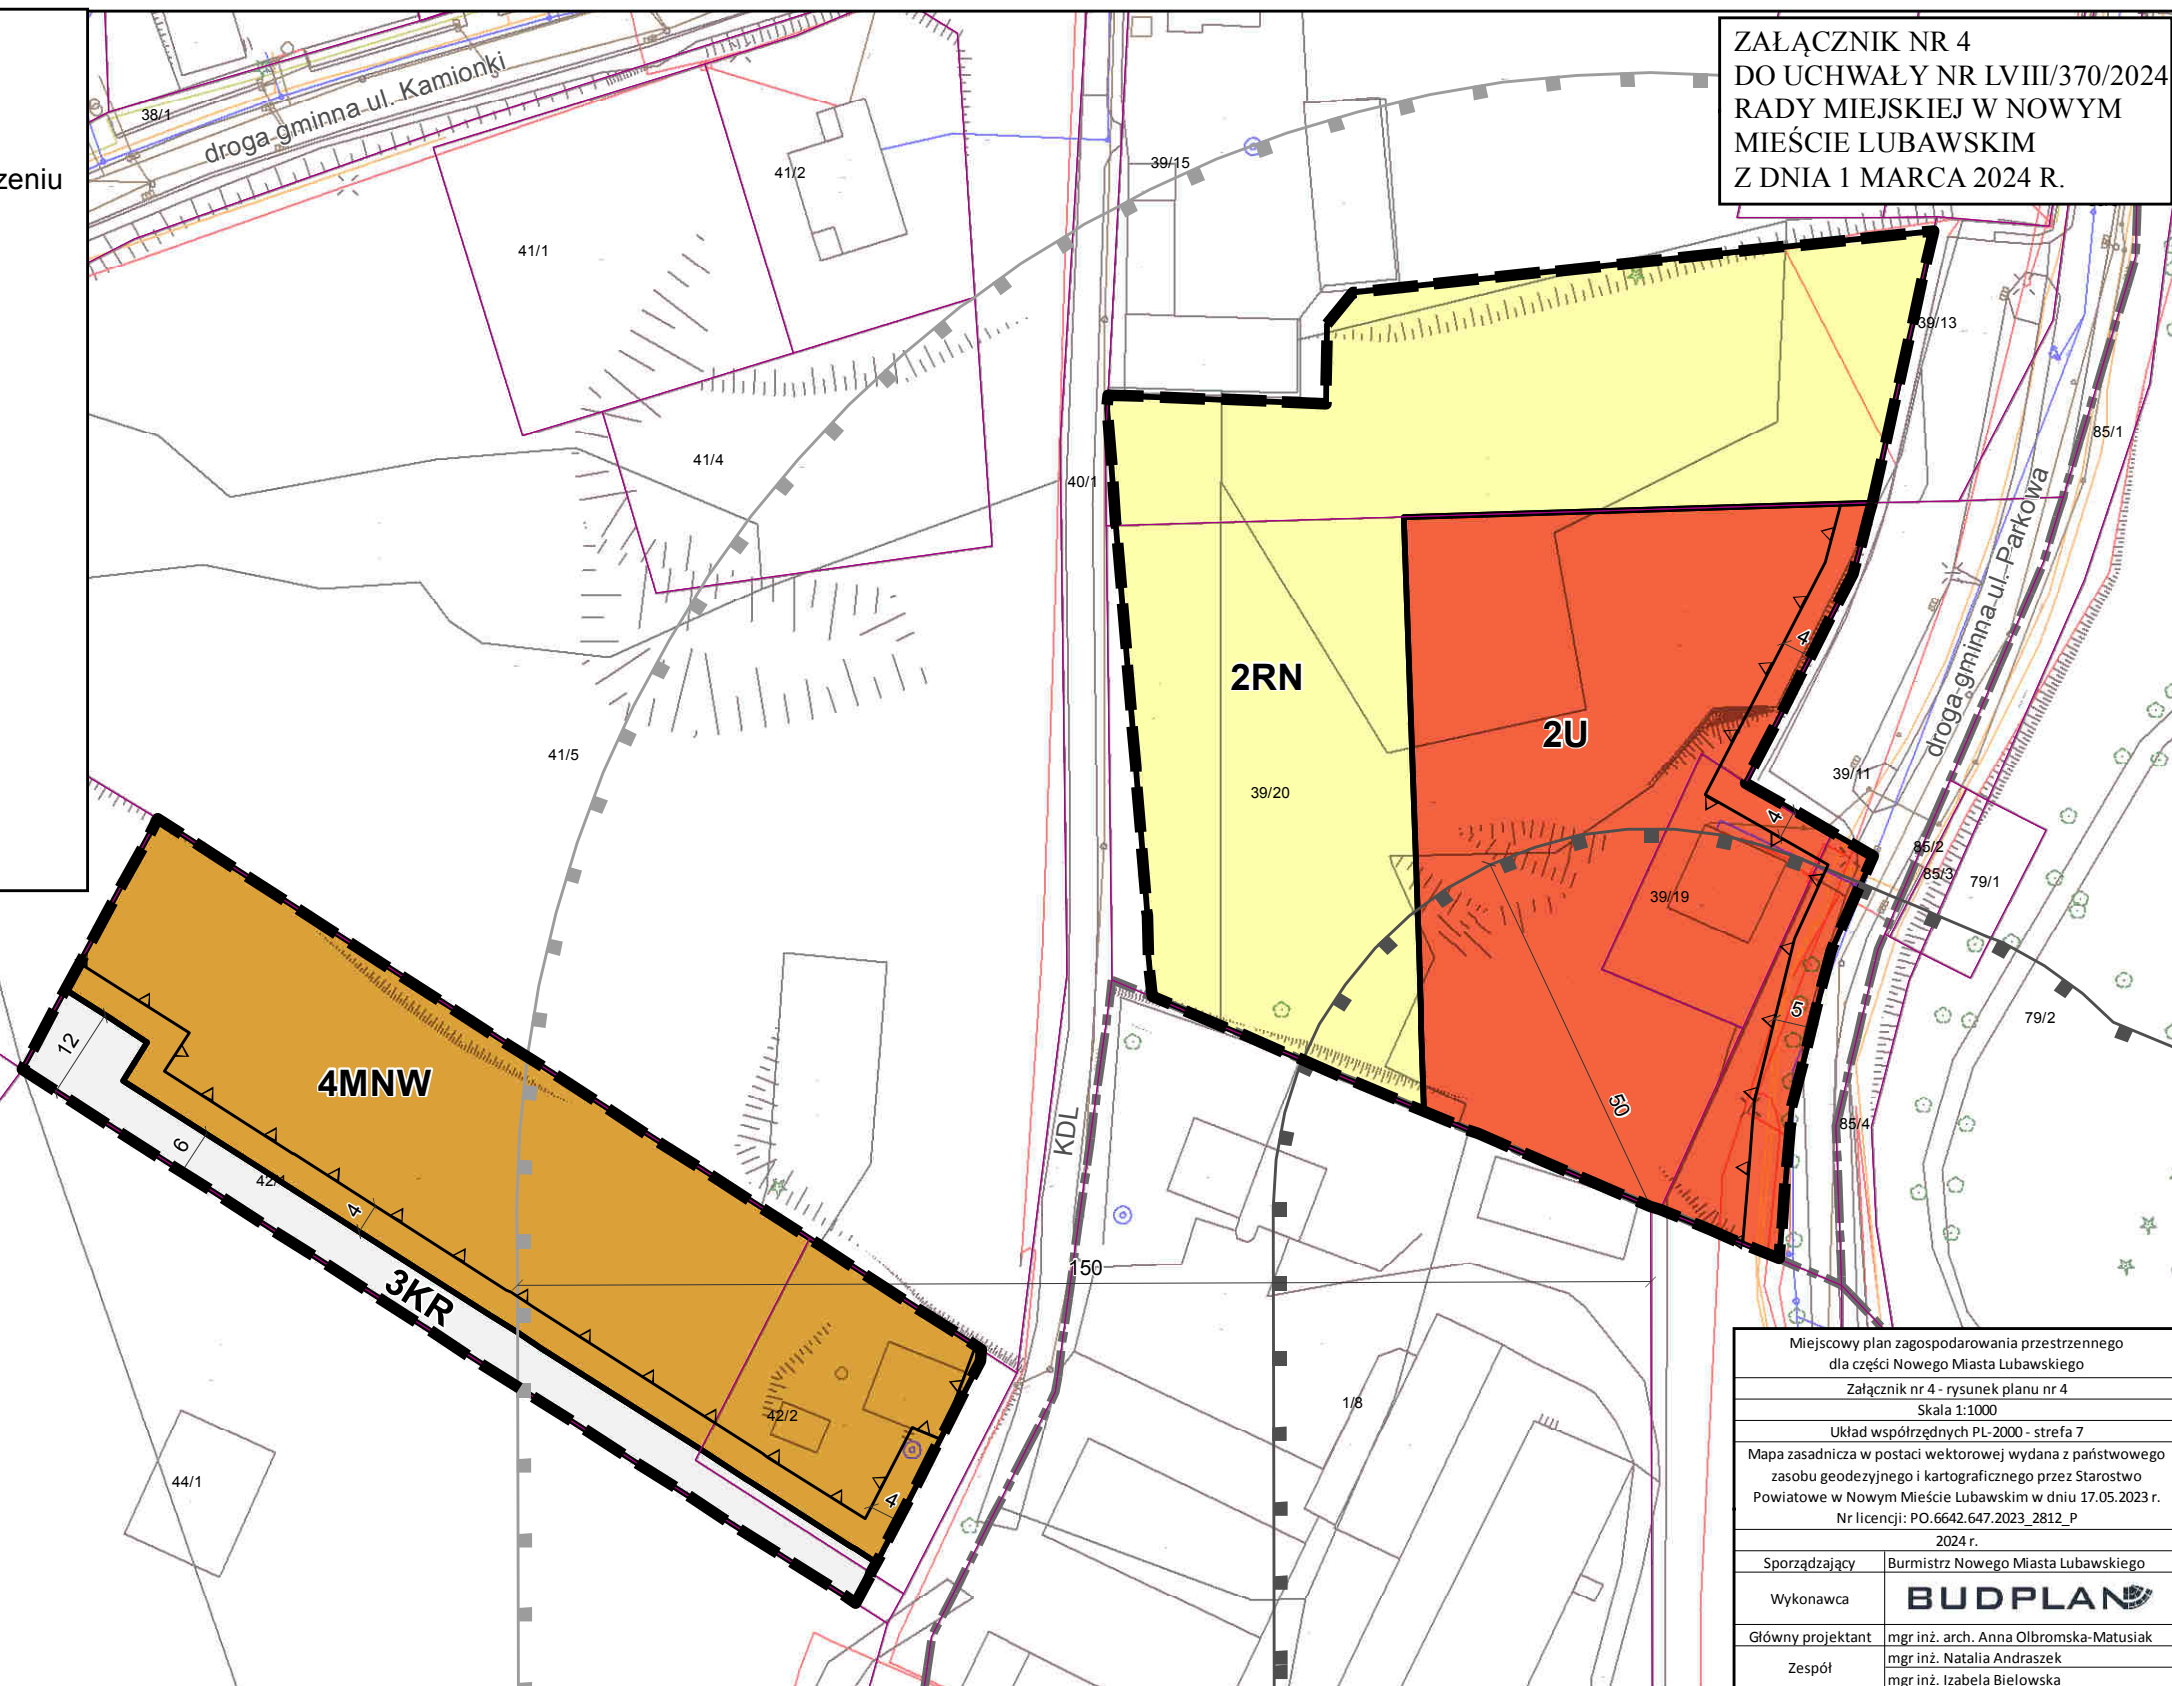 zeniu
ZAŁĄCZNIK NR 4
DO UCHWAŁY NR LVIII/370/2024
RADY MIEJSKIEJ W NOWYM
MIEŚCIE LUBAWSKIM
Z DNIA 1 MARCA 2024 R.
38/1
droga gminna ul. Kamionki
41/2
39/15
41/1
39/13
41/4
40/1
85/1
droga gminna ul. Parkowa
4
2RN
2U
41/5
39/20
39/11
4
85/2
85/3
79/1
39/19
5
79/2
12
4MNW
50
KDL
85/4
6
42/1
4
150
3KR
42/2
1/8
44/1
4
Miejscowy plan zagospodarowania przestrzennego
dla części Nowego Miasta Lubawskiego
Załącznik nr 4 - rysunek planu nr 4
Skala 1:1000
Układ współrzędnych PL-2000 - strefa 7
Mapa zasadnicza w postaci wektorowej wydana z państwowego
zasobu geodezyjnego i kartograficznego przez Starostwo
Powiatowe w Nowym Mieście Lubawskim w dniu 17.05.2023 r.
Nr licencji: PO.6642.647.2023_2812_P
2024 r.
Sporządzający Burmistrz Nowego Miasta Lubawskiego
Wykonawca BUDPLAN
Główny projektant mgr inż. arch. Anna Olbromska-Matusiak
Zespół mgr inż. Natalia Andraszek
mgr inż. Izabela Bielowska